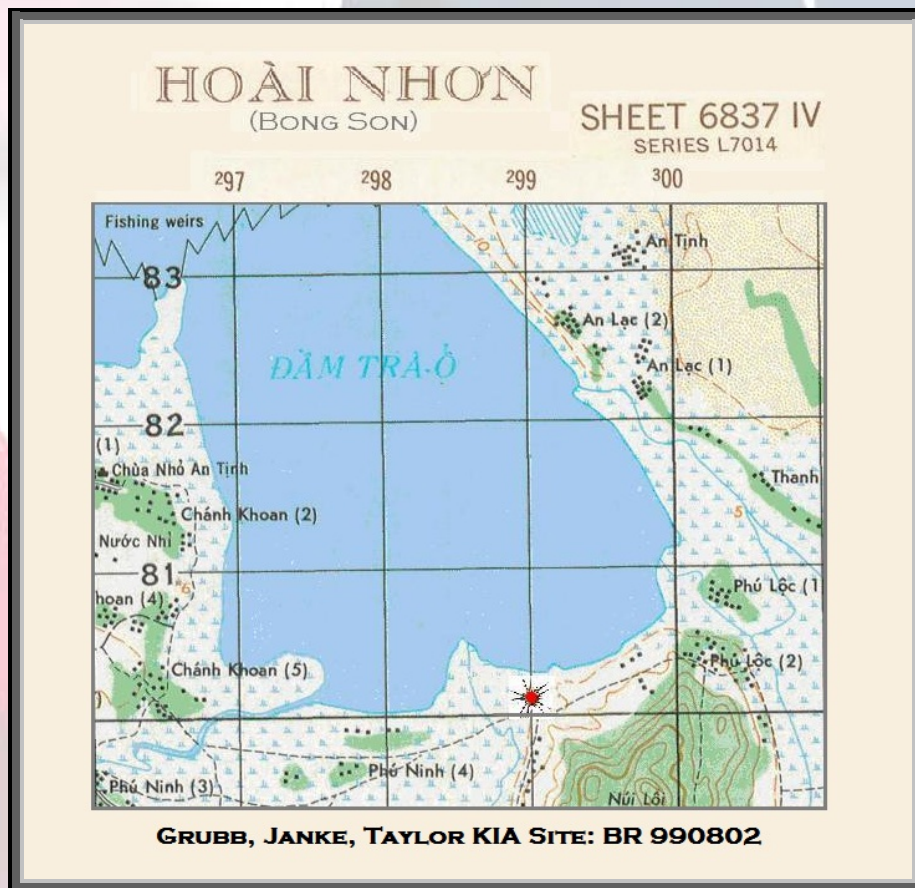 HOÀI NHƠN
(BONG SON)
SHEET 6837 IV
SERIES L7014
297 298 299 300
Fishing weirs
An Tịnh
83
An Lạc (2)
ĐẦM TRÀ-Ổ
An Lạc (1)
82
(1)
Chùa Nhỏ An Tịnh
Thanh
Chánh Khoan (2)
5
Nước Nhỉ
81
6
Phú Lộc (1
hoan (4)
Phú Lộc (2)
Chánh Khoan (5)
)
Phú Ninh (4)
Phú Ninh (3)
Núi Lồi
GRUBB, JANKE, TAYLOR KIA SITE: BR 990802